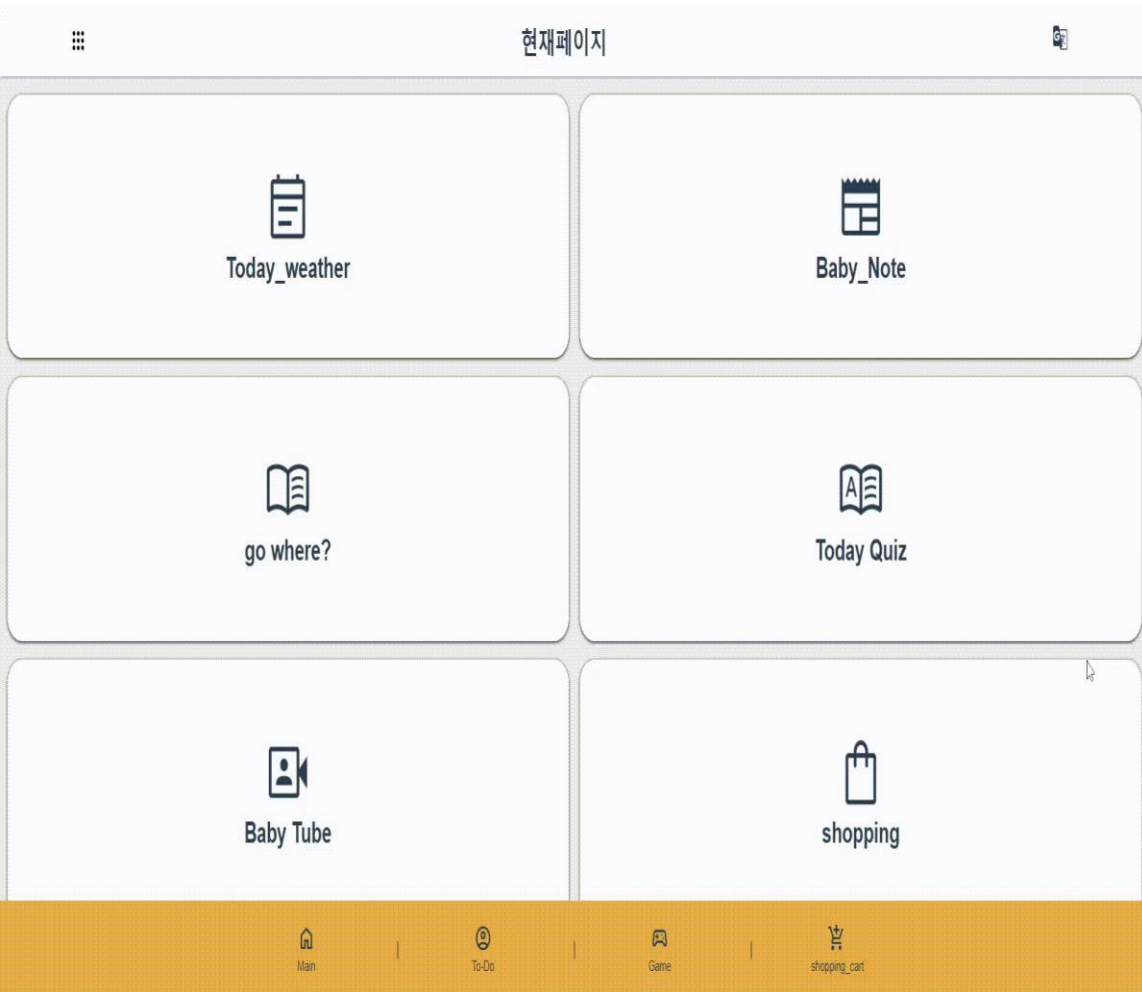 현재페이지
Today_weather
Baby_Note
go where?
Today Quiz
Baby Tube
shopping
Main | To-Do | Game | shopping_cart